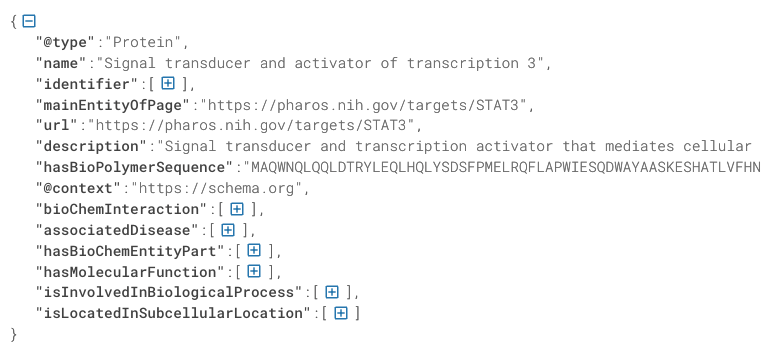 {
"@type":"Protein",
"name":"Signal transducer and activator of transcription 3",
"identifier":[ ],
"mainEntityOfPage":"https://pharos.nih.gov/targets/STAT3",
"url":"https://pharos.nih.gov/targets/STAT3",
"description":"Signal transducer and transcription activator that mediates cellular
"hasBioPolymerSequence":"MAQWNQLQQLDTRYLEQLHQLYSDSFPMELRQFLAPWIESQDWAYAASKESHATLVFHN
"@context":"https://schema.org",
"bioChemInteraction":[ ],
"associatedDisease":[ ],
"hasBioChemEntityPart":[ ],
"hasMolecularFunction":[ ],
"isInvolvedInBiologicalProcess":[ ],
"isLocatedInSubcellularLocation":[ ]
}